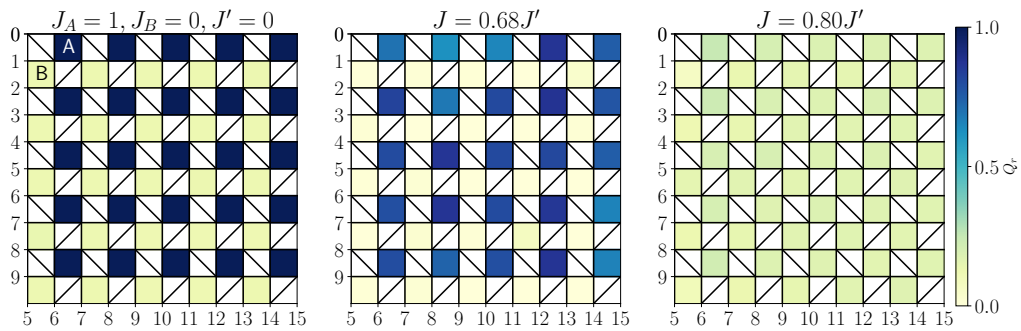 J_A = 1, J_B = 0, J' = 0
J = 0.68J'
J = 0.80J'
0 1 2 3 4 5 6 7 8 9
A
B
5 6 7 8 9 10 11 12 13 14 15
0 1 2 3 4 5 6 7 8 9
5 6 7 8 9 10 11 12 13 14 15
0 1 2 3 4 5 6 7 8 9
5 6 7 8 9 10 11 12 13 14 15
1.0
0.5
0.0
Q_r